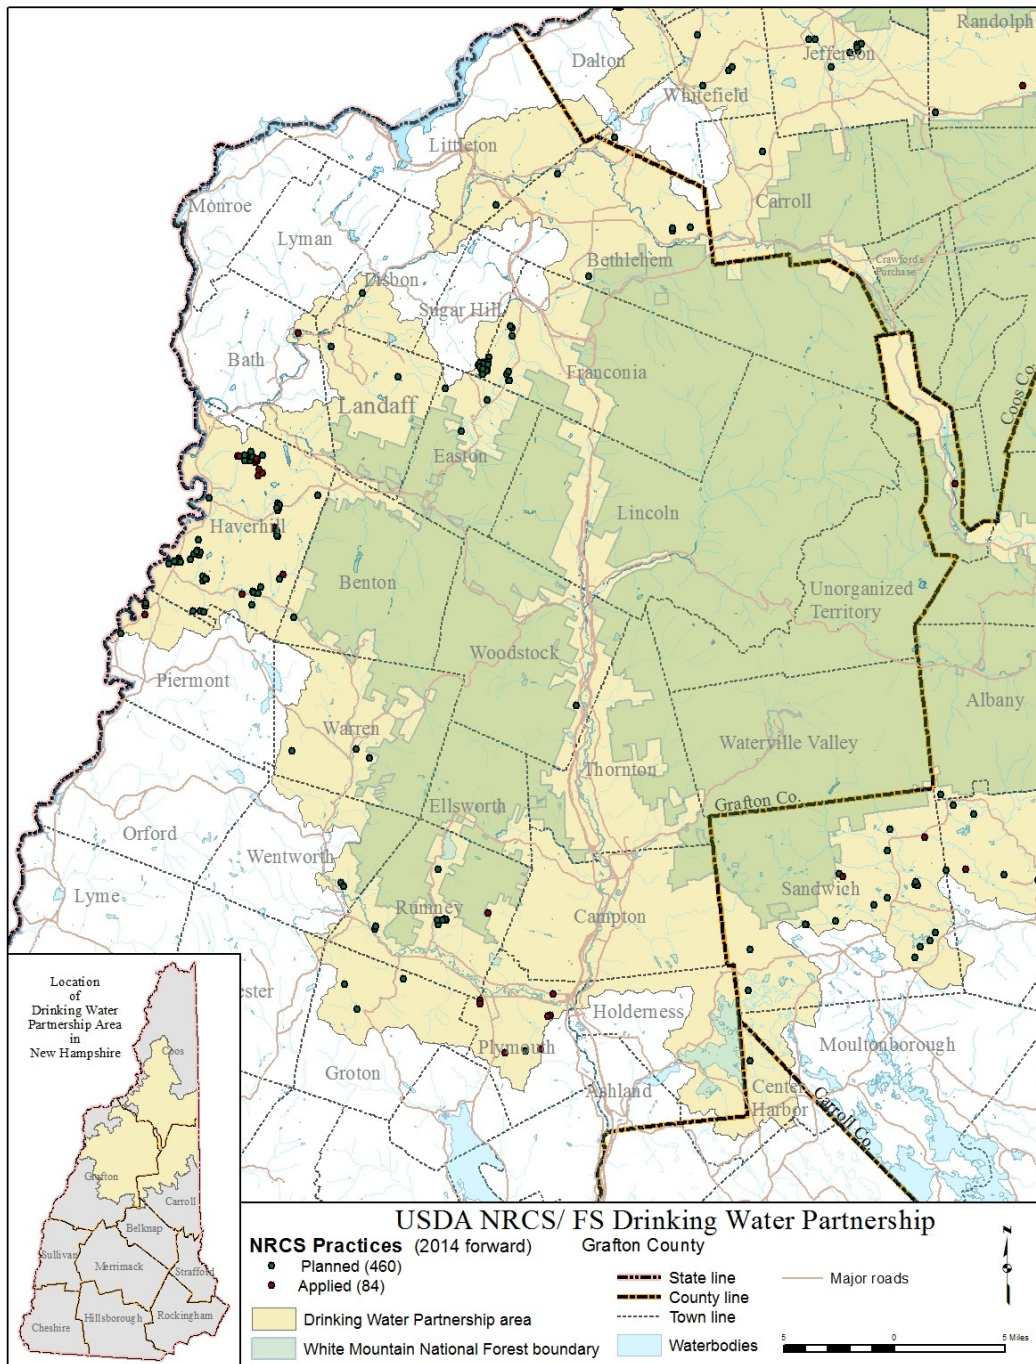 Randolph
Dalton
Jefferson
Whitefield
Littleton
Carroll
Monroe
Lyman
Bethlehem
Crawford's
Purchase
Lisbon
Sugar Hill
Bath
Franconia
Coos Co.
Landaff
Easton
Lincoln
Haverhill
Benton
Unorganized
Territory
Woodstock
Piermont
Albany
Warren
Waterville Valley
Thornton
Grafton Co.
Ellsworth
Orford
Wentworth
Sandwich
Lyme
Rumney
Campton
ester
Holderness
Moultonborough
Plymouth
Groton
Ashland
Center
Harbor
Carroll Co.
Location
of
Drinking Water
Partnership Area
in
New Hampshire
Coos
Grafton
Carroll
Belknap
Sullivan
Merrimack
Strafford
Hillsborough
Rockingham
Cheshire
USDA NRCS/ FS Drinking Water Partnership
NRCS Practices (2014 forward)
Grafton County
Planned (460)
Applied (84)
Drinking Water Partnership area
White Mountain National Forest boundary
State line
County line
Town line
Waterbodies
Major roads
N
5 0 5 Miles